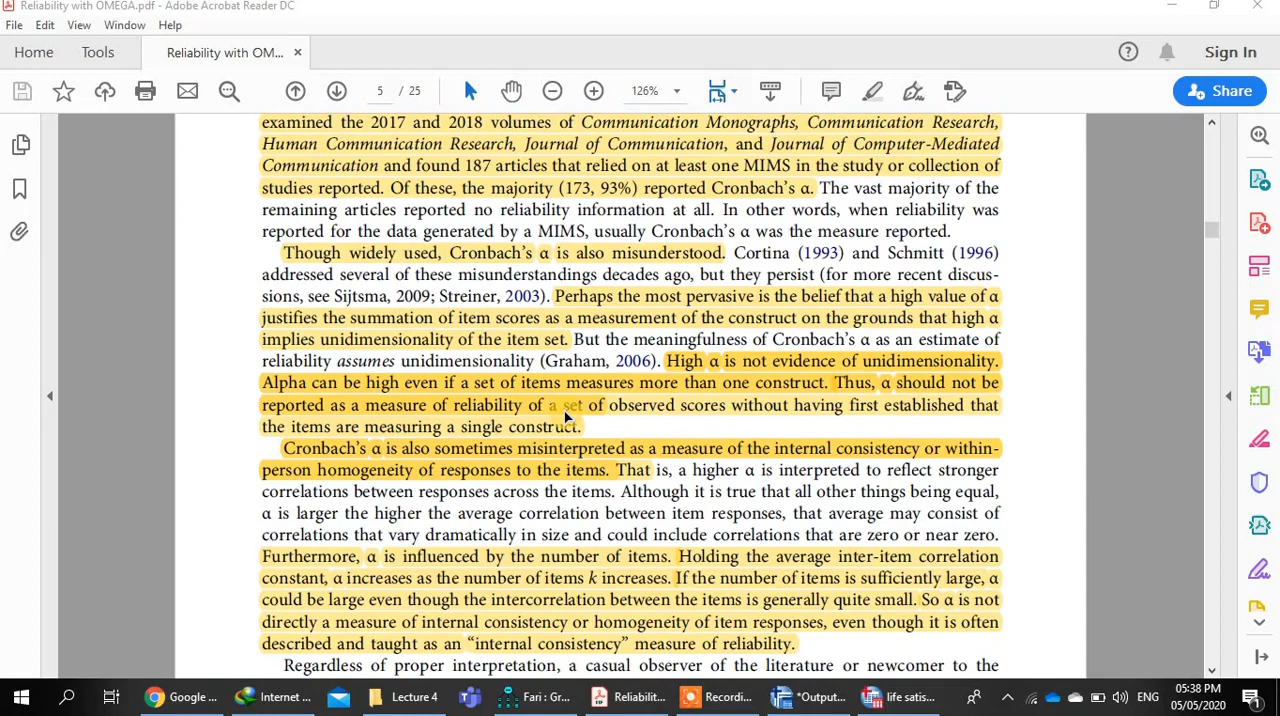 Reliability with OMEGA.pdf - Adobe Acrobat Reader DC
File Edit View Window Help
Home Tools Reliability with OM... × Sign In
5 / 25 126% Share
examined the 2017 and 2018 volumes of Communication Monographs, Communication Research,
Human Communication Research, Journal of Communication, and Journal of Computer-Mediated
Communication and found 187 articles that relied on at least one MIMS in the study or collection of
studies reported. Of these, the majority (173, 93%) reported Cronbach's α. The vast majority of the
remaining articles reported no reliability information at all. In other words, when reliability was
reported for the data generated by a MIMS, usually Cronbach's α was the measure reported.
Though widely used, Cronbach's α is also misunderstood. Cortina (1993) and Schmitt (1996)
addressed several of these misunderstandings decades ago, but they persist (for more recent discus-
sions, see Sijtsma, 2009; Streiner, 2003). Perhaps the most pervasive is the belief that a high value of α
justifies the summation of item scores as a measurement of the construct on the grounds that high α
implies unidimensionality of the item set. But the meaningfulness of Cronbach's α as an estimate of
reliability assumes unidimensionality (Graham, 2006). High α is not evidence of unidimensionality.
Alpha can be high even if a set of items measures more than one construct. Thus, α should not be
reported as a measure of reliability of a set of observed scores without having first established that
the items are measuring a single construct.
Cronbach's α is also sometimes misinterpreted as a measure of the internal consistency or within-
person homogeneity of responses to the items. That is, a higher α is interpreted to reflect stronger
correlations between responses across the items. Although it is true that all other things being equal,
α is larger the higher the average correlation between item responses, that average may consist of
correlations that vary dramatically in size and could include correlations that are zero or near zero.
Furthermore, α is influenced by the number of items. Holding the average inter-item correlation
constant, α increases as the number of items k increases. If the number of items is sufficiently large, α
could be large even though the intercorrelation between the items is generally quite small. So α is not
directly a measure of internal consistency or homogeneity of item responses, even though it is often
described and taught as an "internal consistency" measure of reliability.
Regardless of proper interpretation, a casual observer of the literature or newcomer to the
Google ... Internet ... Lecture 4 Fari : Gr... Reliabilit... Recordi... *Output... life satis... ENG 05:38 PM
05/05/2020